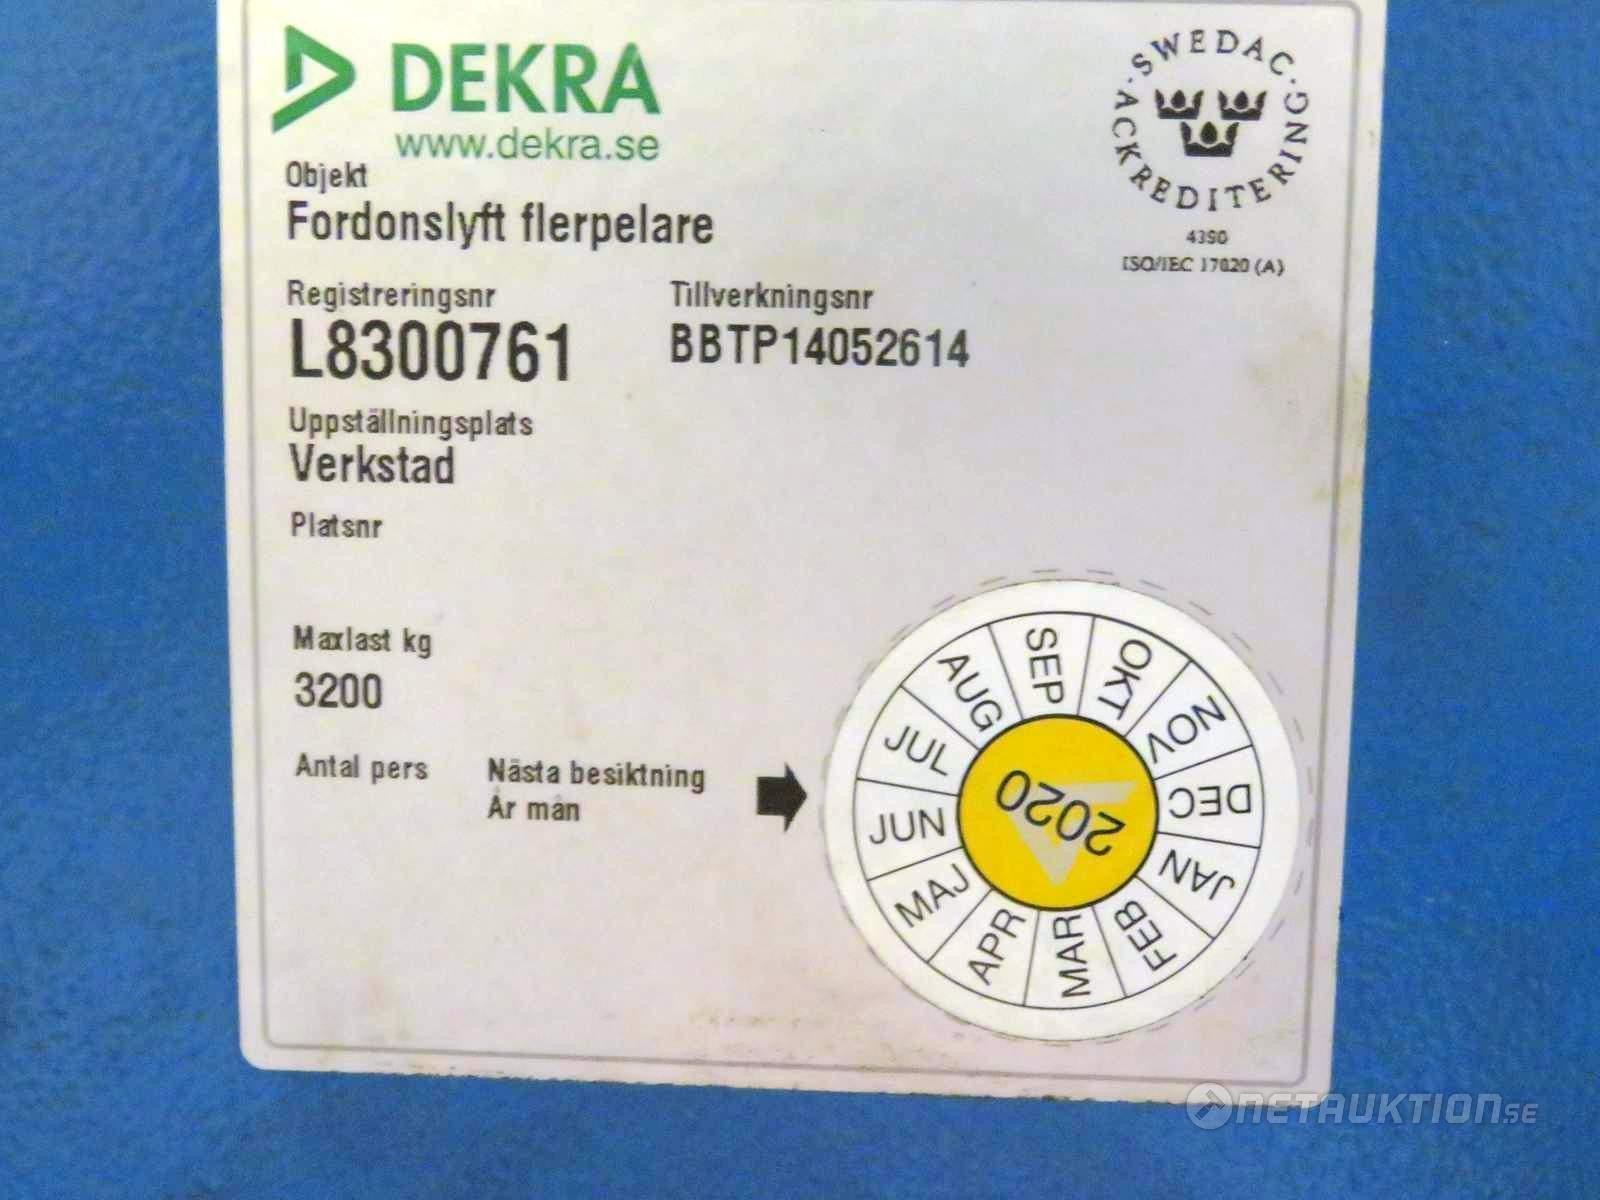 DEKRA
www.dekra.se
· SWEDAC · ACKREDITERING
4390
ISO/IEC 17020 (A)
Objekt
Fordonslyft flerpelare
Registreringsnr Tillverkningsnr
L8300761 BBTP14052614
Uppställningsplats
Verkstad
Platsnr
Maxlast kg
3200
Antal pers Nästa besiktning
År mån
JAN
FEB
MAR
APR
MAJ
JUN
JUL
AUG
SEP
OKT
NOV
DEC
2020
NETAUKTION.SE